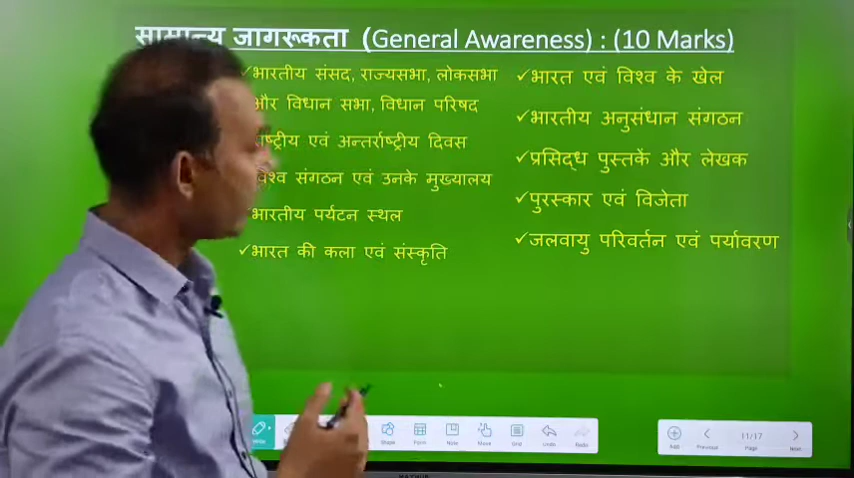 सामान्य जागरूकता (General Awareness) : (10 Marks)
✓भारतीय संसद, राज्यसभा, लोकसभा
और विधान सभा, विधान परिषद
एवं अन्तर्राष्ट्रीय दिवस
विश्व संगठन एवं उनके मुख्यालय
भारतीय पर्यटन स्थल
✓भारत की कला एवं संस्कृति
✓भारत एवं विश्व के खेल
✓भारतीय अनुसंधान संगठन
✓प्रसिद्ध पुस्तकें और लेखक
✓पुरस्कार एवं विजेता
✓जलवायु परिवर्तन एवं पर्यावरण
Shape Form Note Move Grid Undo Redo
Add Previous 11/17 Page Next